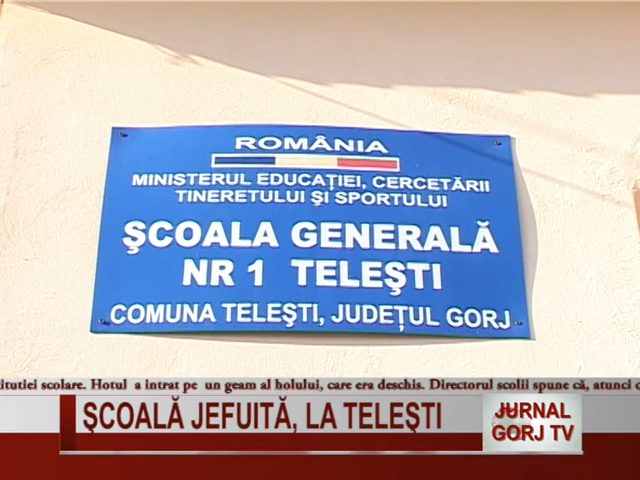 ROMÂNIA
MINISTERUL EDUCAŢIEI, CERCETĂRII
TINERETULUI ŞI SPORTULUI
ŞCOALA GENERALĂ
NR 1 TELEŞTI
COMUNA TELEŞTI, JUDEŢUL GORJ
scolare. Hotul a intrat pe un geam al holului, care era deschis. Directorul scolii spune că, atunci
ŞCOALĂ JEFUITĂ, LA TELEŞTI
JURNAL
GORJ TV